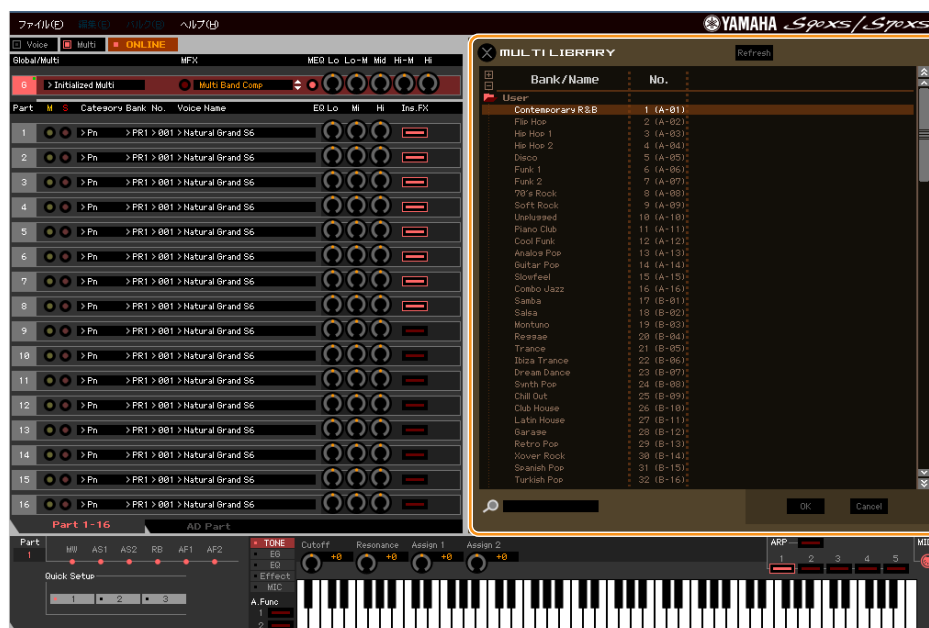 ファイル(F) 編集(E) バルク(B) ヘルプ(H)
YAMAHA S90XS/S70XS
Voice Multi ONLINE
Global/Multi MFX MEQ Lo Lo-M Mid Hi-M Hi
G > Initialized Multi Multi Band Comp
Part M S Category Bank No. Voice Name EQ Lo Mi Hi Ins.FX
1 > Pn > PR1 > 001 > Natural Grand S6
2 > Pn > PR1 > 001 > Natural Grand S6
3 > Pn > PR1 > 001 > Natural Grand S6
4 > Pn > PR1 > 001 > Natural Grand S6
5 > Pn > PR1 > 001 > Natural Grand S6
6 > Pn > PR1 > 001 > Natural Grand S6
7 > Pn > PR1 > 001 > Natural Grand S6
8 > Pn > PR1 > 001 > Natural Grand S6
9 > Pn > PR1 > 001 > Natural Grand S6
10 > Pn > PR1 > 001 > Natural Grand S6
11 > Pn > PR1 > 001 > Natural Grand S6
12 > Pn > PR1 > 001 > Natural Grand S6
13 > Pn > PR1 > 001 > Natural Grand S6
14 > Pn > PR1 > 001 > Natural Grand S6
15 > Pn > PR1 > 001 > Natural Grand S6
16 > Pn > PR1 > 001 > Natural Grand S6
Part 1-16 AD Part
MULTI LIBRARY Refresh
Bank/Name No.
User
Contemporary R&B 1 (A-01)
Flip Hop 2 (A-02)
Hip Hop 1 3 (A-03)
Hip Hop 2 4 (A-04)
Disco 5 (A-05)
Funk 1 6 (A-06)
Funk 2 7 (A-07)
70's Rock 8 (A-08)
Soft Rock 9 (A-09)
Unplugged 10 (A-10)
Piano Club 11 (A-11)
Cool Funk 12 (A-12)
Analog Pop 13 (A-13)
Guitar Pop 14 (A-14)
Slowfeel 15 (A-15)
Combo Jazz 16 (A-16)
Samba 17 (B-01)
Salsa 18 (B-02)
Montuno 19 (B-03)
Reggae 20 (B-04)
Trance 21 (B-05)
Ibiza Trance 22 (B-06)
Dream Dance 23 (B-07)
Synth Pop 24 (B-08)
Chill Out 25 (B-09)
Club House 26 (B-10)
Latin House 27 (B-11)
Garage 28 (B-12)
Retro Pop 29 (B-13)
Xover Rock 30 (B-14)
Spanish Pop 31 (B-15)
Turkish Pop 32 (B-16)
OK Cancel
Part
1
MW AS1 AS2 RB AF1 AF2
Quick Setup
1 2 3
TONE
EG
EQ
Effect
MIC
A.Func
1
2
Cutoff Resonance Assign 1 Assign 2
+0 +0 +0 +0
ARP
1 2 3 4 5
MID